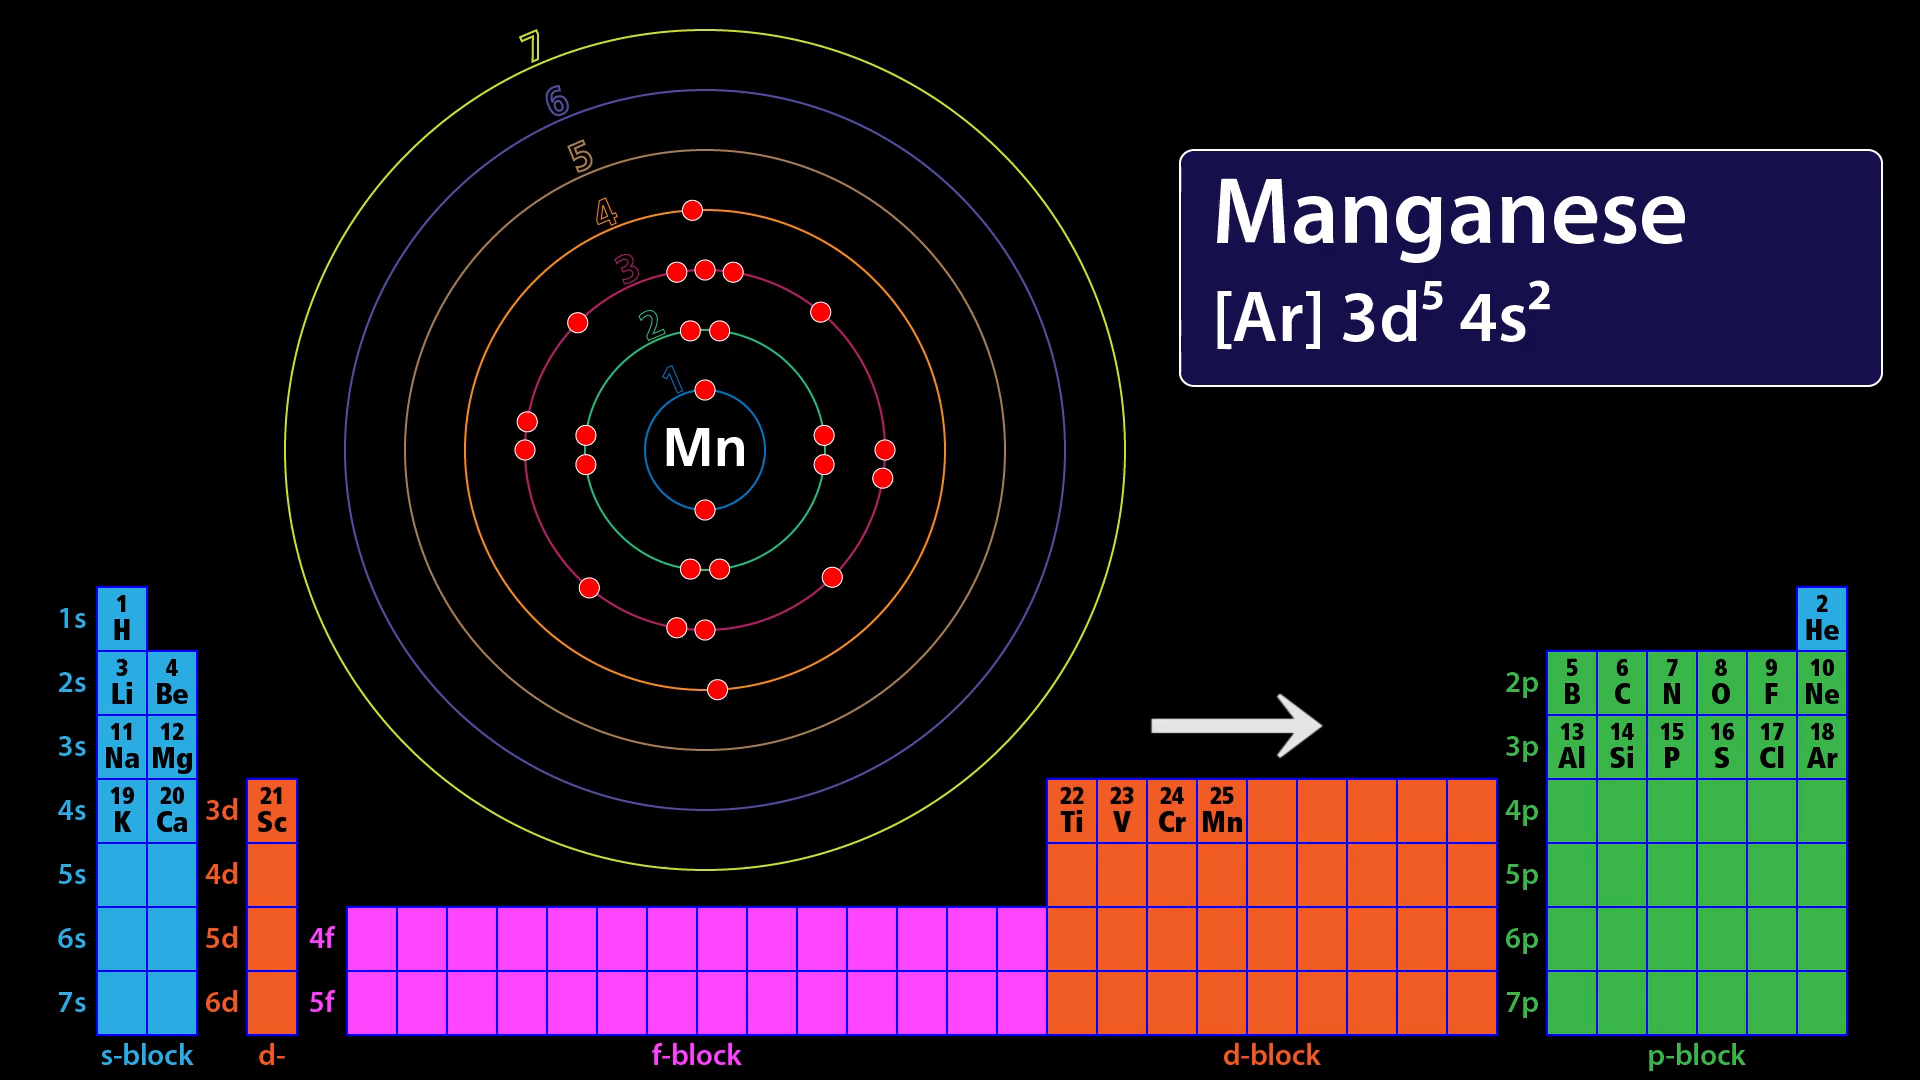 7
6
5
4
3
2
1
Mn
Manganese
[Ar] 3d⁵ 4s²
1s 1 H 2 He
2s 3 Li 4 Be 2p 5 B 6 C 7 N 8 O 9 F 10 Ne
3s 11 Na 12 Mg 3p 13 Al 14 Si 15 P 16 S 17 Cl 18 Ar
4s 19 K 20 Ca 3d 21 Sc 22 Ti 23 V 24 Cr 25 Mn 4p
5s 4d 5p
6s 5d 4f 6p
7s 6d 5f 7p
s-block d- f-block d-block p-block